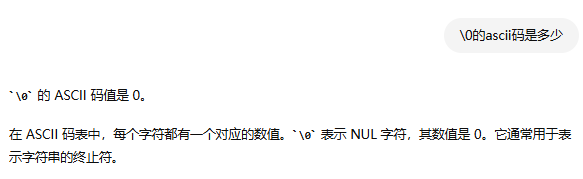 \0的ascii码是多少
`\0` 的 ASCII 码值是 0。
在 ASCII 码表中，每个字符都有一个对应的数值。`\0` 表示 NUL 字符，其数值是 0。它通常用于表
示字符串的终止符。